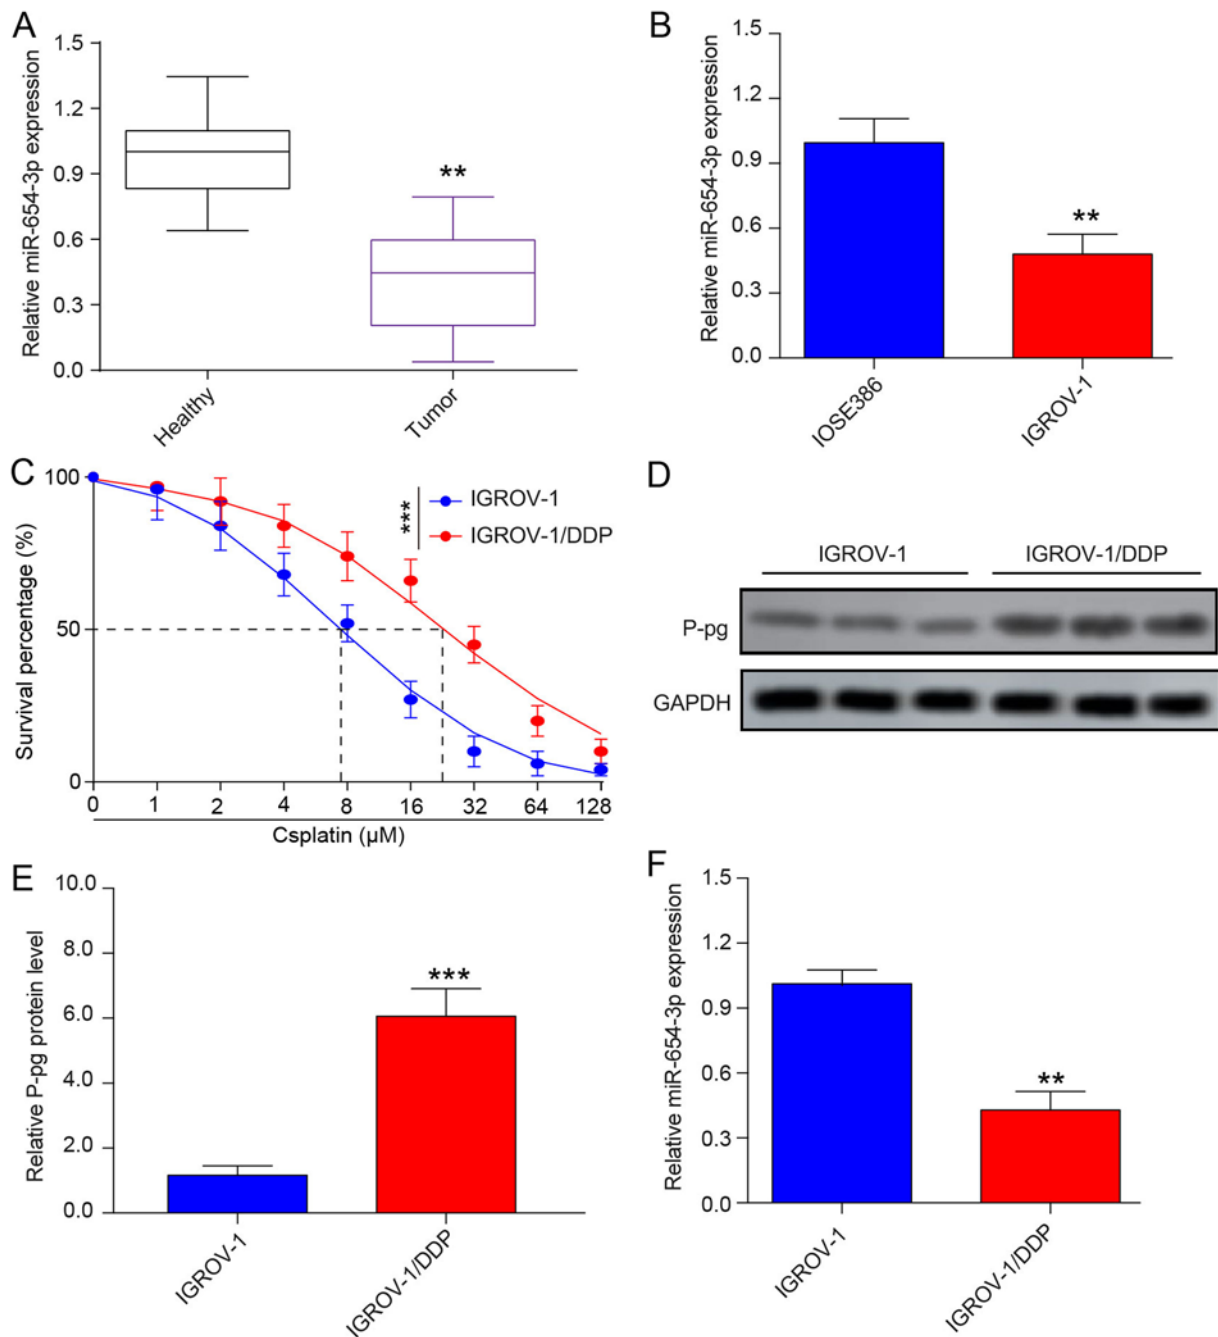 A
Relative miR-654-3p expression
1.5
1.2
0.9
0.6
0.3
0.0
**
Healthy
Tumor
B
Relative miR-654-3p expression
1.5
1.2
0.9
0.6
0.3
0.0
**
IOSE386
IGROV-1
C
Survival percentage (%)
100
50
0
***
IGROV-1
IGROV-1/DDP
0 1 2 4 8 16 32 64 128
Csplatin (μM)
D
IGROV-1 IGROV-1/DDP
P-pg
GAPDH
E
Relative P-pg protein level
10.0
8.0
6.0
4.0
2.0
0.0
***
IGROV-1
IGROV-1/DDP
F
Relative miR-654-3p expression
1.5
1.2
0.9
0.6
0.3
0.0
**
IGROV-1
IGROV-1/DDP